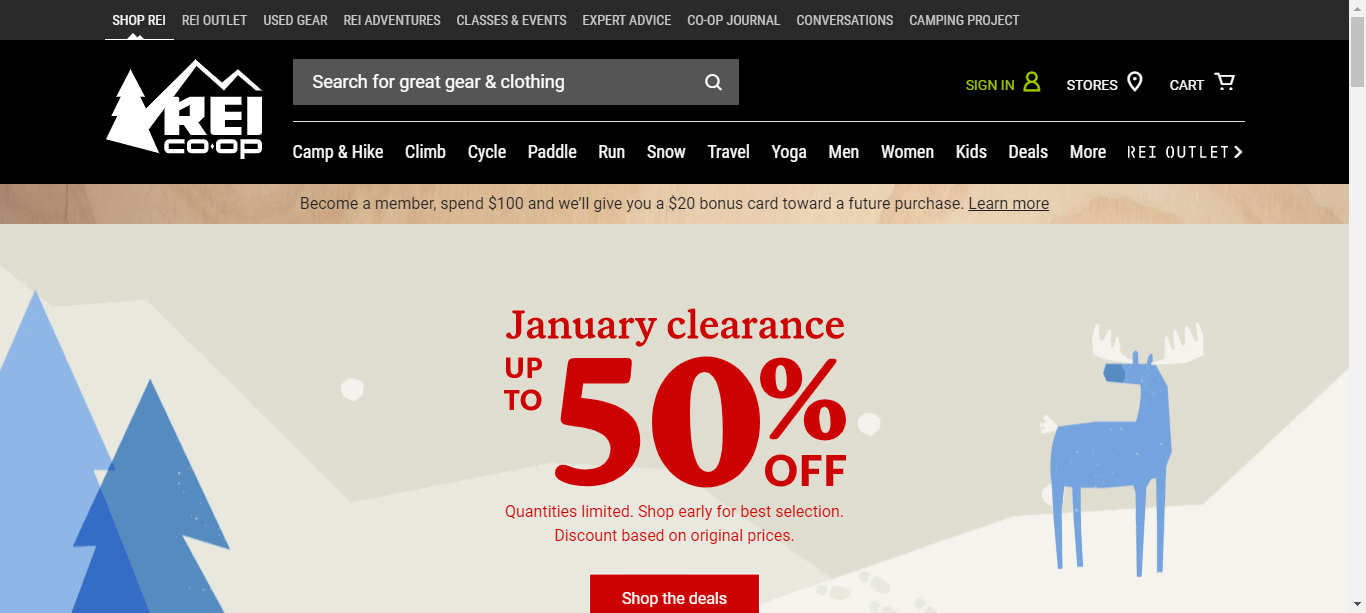 SHOP REI REI OUTLET USED GEAR REI ADVENTURES CLASSES & EVENTS EXPERT ADVICE CO-OP JOURNAL CONVERSATIONS CAMPING PROJECT
REI
CO·OP
Search for great gear & clothing
SIGN IN STORES CART
Camp & Hike Climb Cycle Paddle Run Snow Travel Yoga Men Women Kids Deals More REI OUTLET
Become a member, spend $100 and we'll give you a $20 bonus card toward a future purchase. Learn more
January clearance
UP TO 50% OFF
Quantities limited. Shop early for best selection.
Discount based on original prices.
Shop the deals